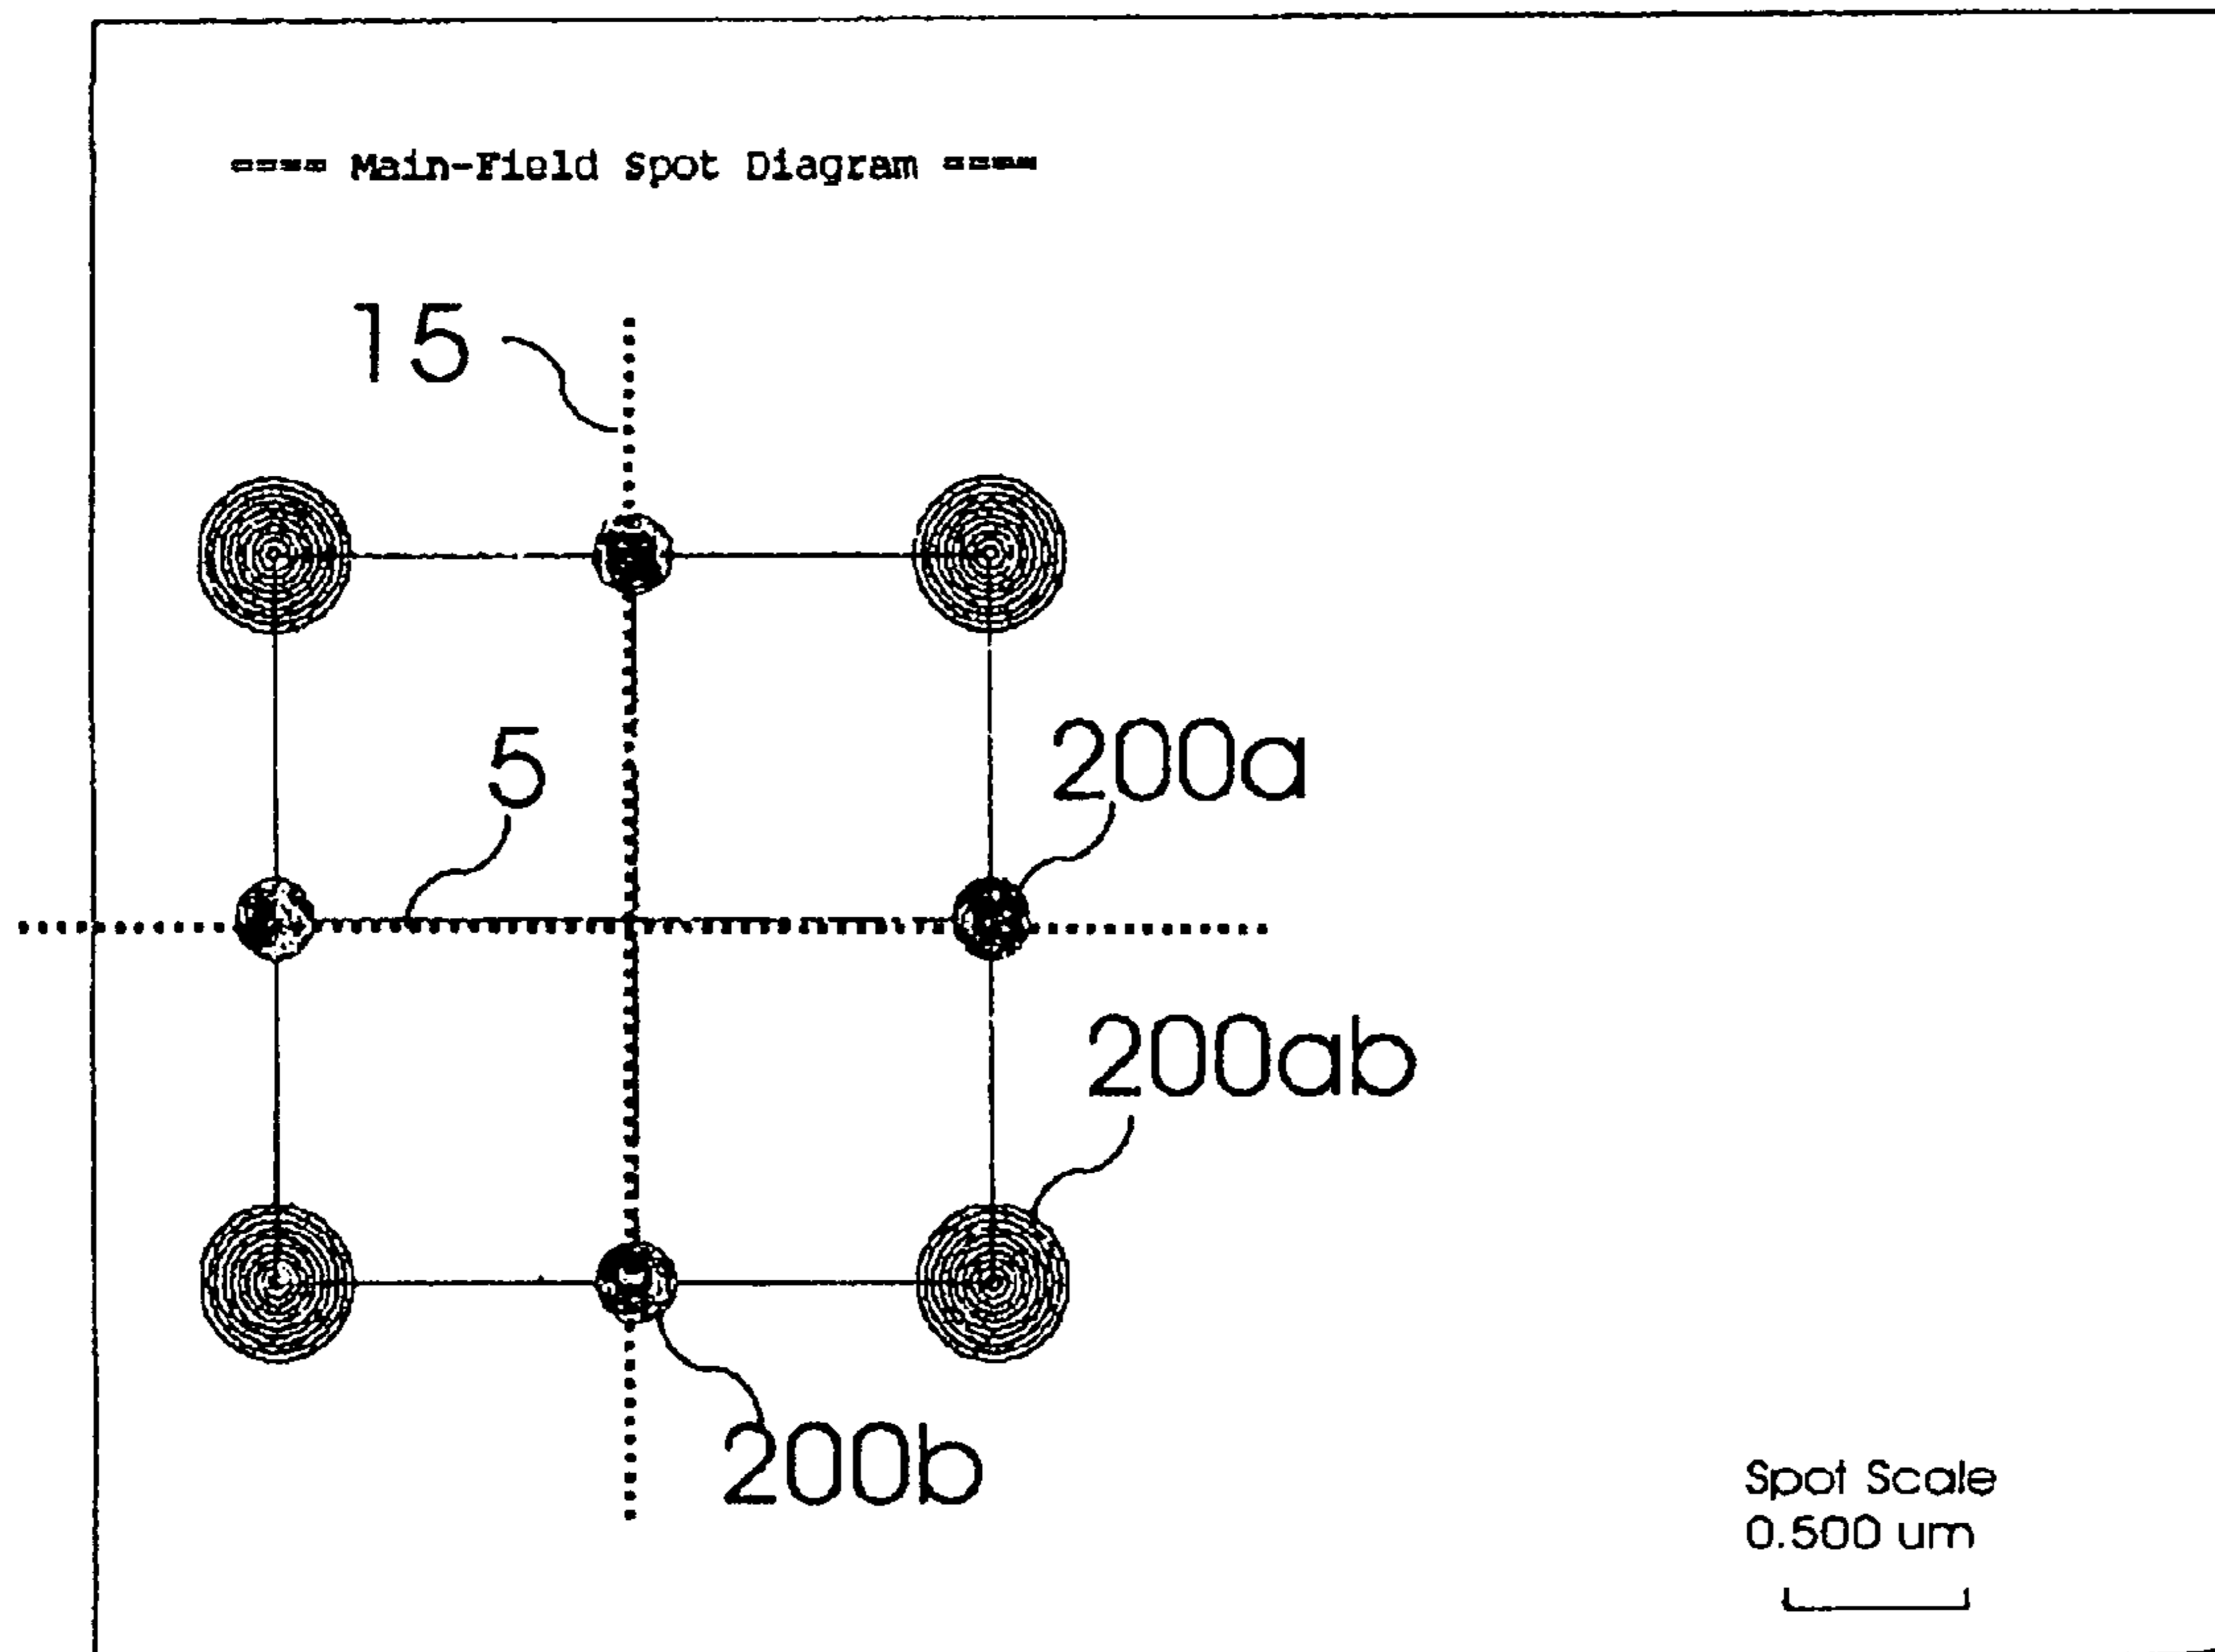 ==== Main-Field Spot Diagram ====
15
5
200a
200ab
200b
Spot Scale
0.500 um